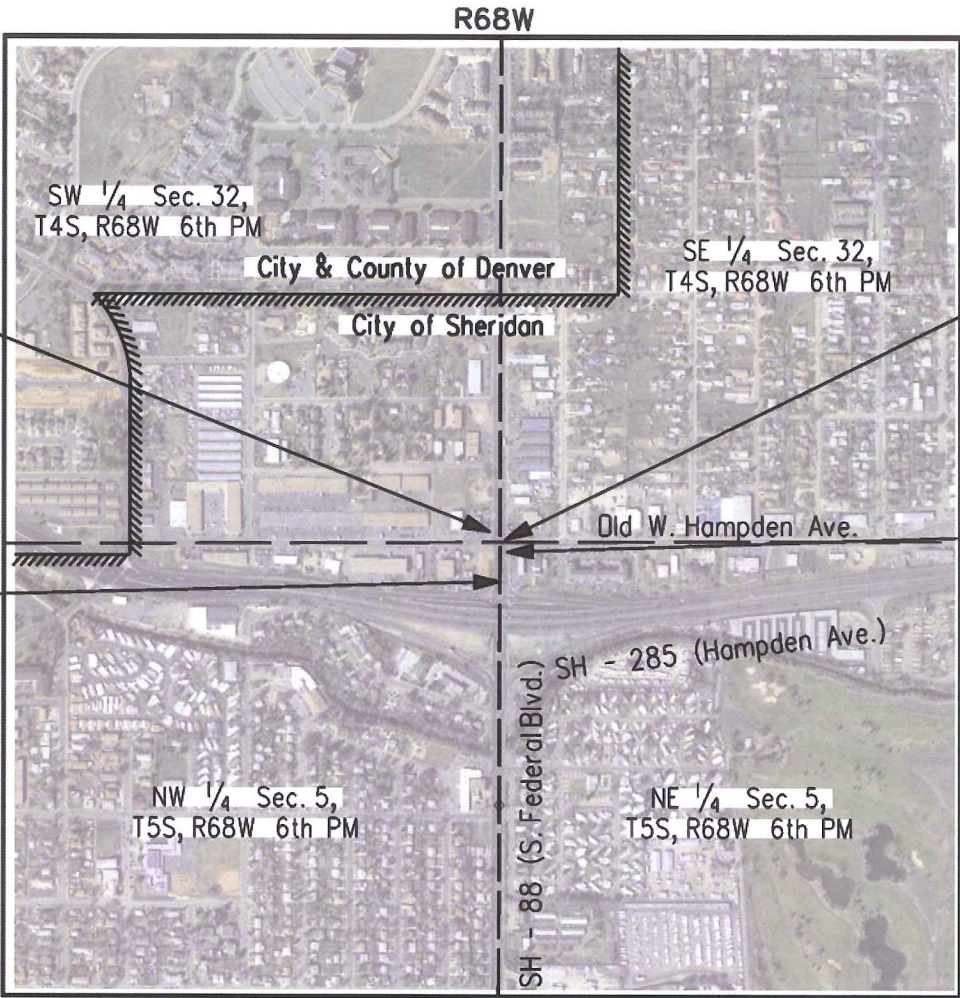 R68W
SW 1/4 Sec. 32,
T4S, R68W 6th PM
SE 1/4 Sec. 32,
T4S, R68W 6th PM
City & County of Denver
City of Sheridan
Old W. Hampden Ave.
SH - 285 (Hampden Ave.)
SH - 88 (S. Federal Blvd.)
NW 1/4 Sec. 5,
T5S, R68W 6th PM
NE 1/4 Sec. 5,
T5S, R68W 6th PM